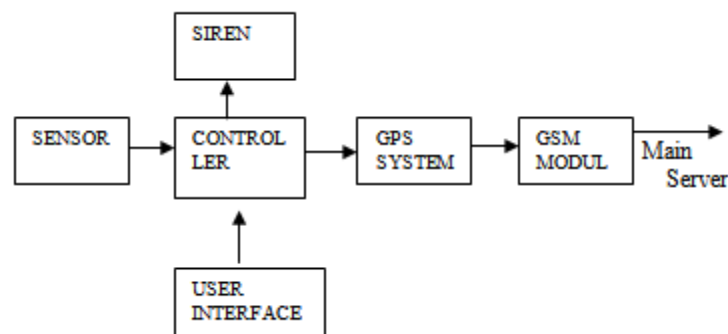 SIREN
SENSOR
CONTROL
LER
GPS
SYSTEM
GSM
MODUL
Main
Server
USER
INTERFACE